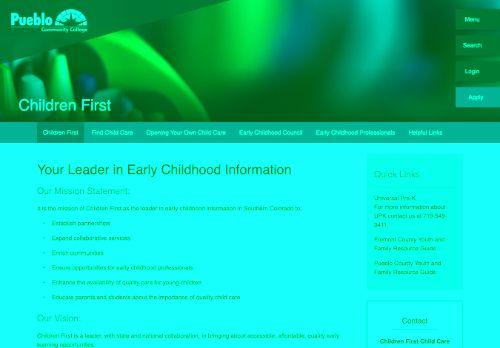 Pueblo
Community College
Menu
Search
Login
Apply
Children First
Children First
Find Child Care
Opening Your Own Child Care
Early Childhood Council
Early Childhood Professionals
Helpful Links
Your Leader in Early Childhood Information
Our Mission Statement:
It is the mission of Children First as the leader in early childhood information in Southern Colorado to:
Establish partnerships
Expand collaborative services
Enrich communities
Ensure opportunites for early childhood professionals
Enhance the availability of quality care for young children
Educate parents and students about the importance of quality child care
Our Vision:
Children First is a leader, with state and national collaboration, in bringing about accessible, affordable, quality early
learning opportunities.
Quick Links
Universal Pre-K
For more information about
UPK contact us at 719-549-
3411.
Fremont County Youth and
Family Resource Guide
Pueblo County Youth and
Family Resource Guide
Contact
Children First Child Care